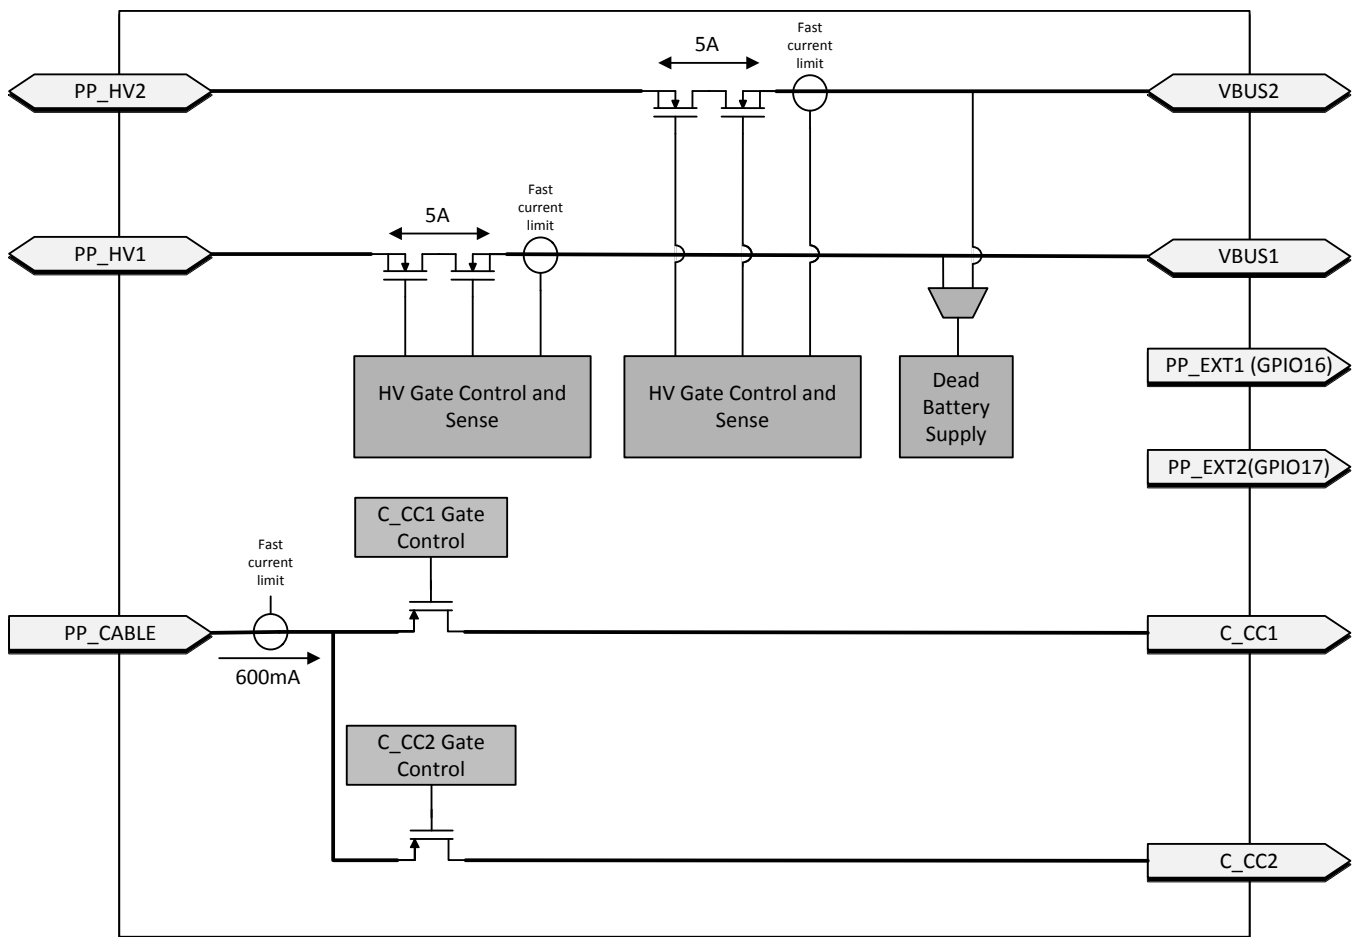 Fast
current
limit
5A
PP_HV2
VBUS2
Fast
current
limit
5A
PP_HV1
VBUS1
PP_EXT1 (GPIO16)
HV Gate Control and
Sense
HV Gate Control and
Sense
Dead
Battery
Supply
PP_EXT2(GPIO17)
C_CC1 Gate
Control
Fast
current
limit
PP_CABLE
C_CC1
600mA
C_CC2 Gate
Control
C_CC2